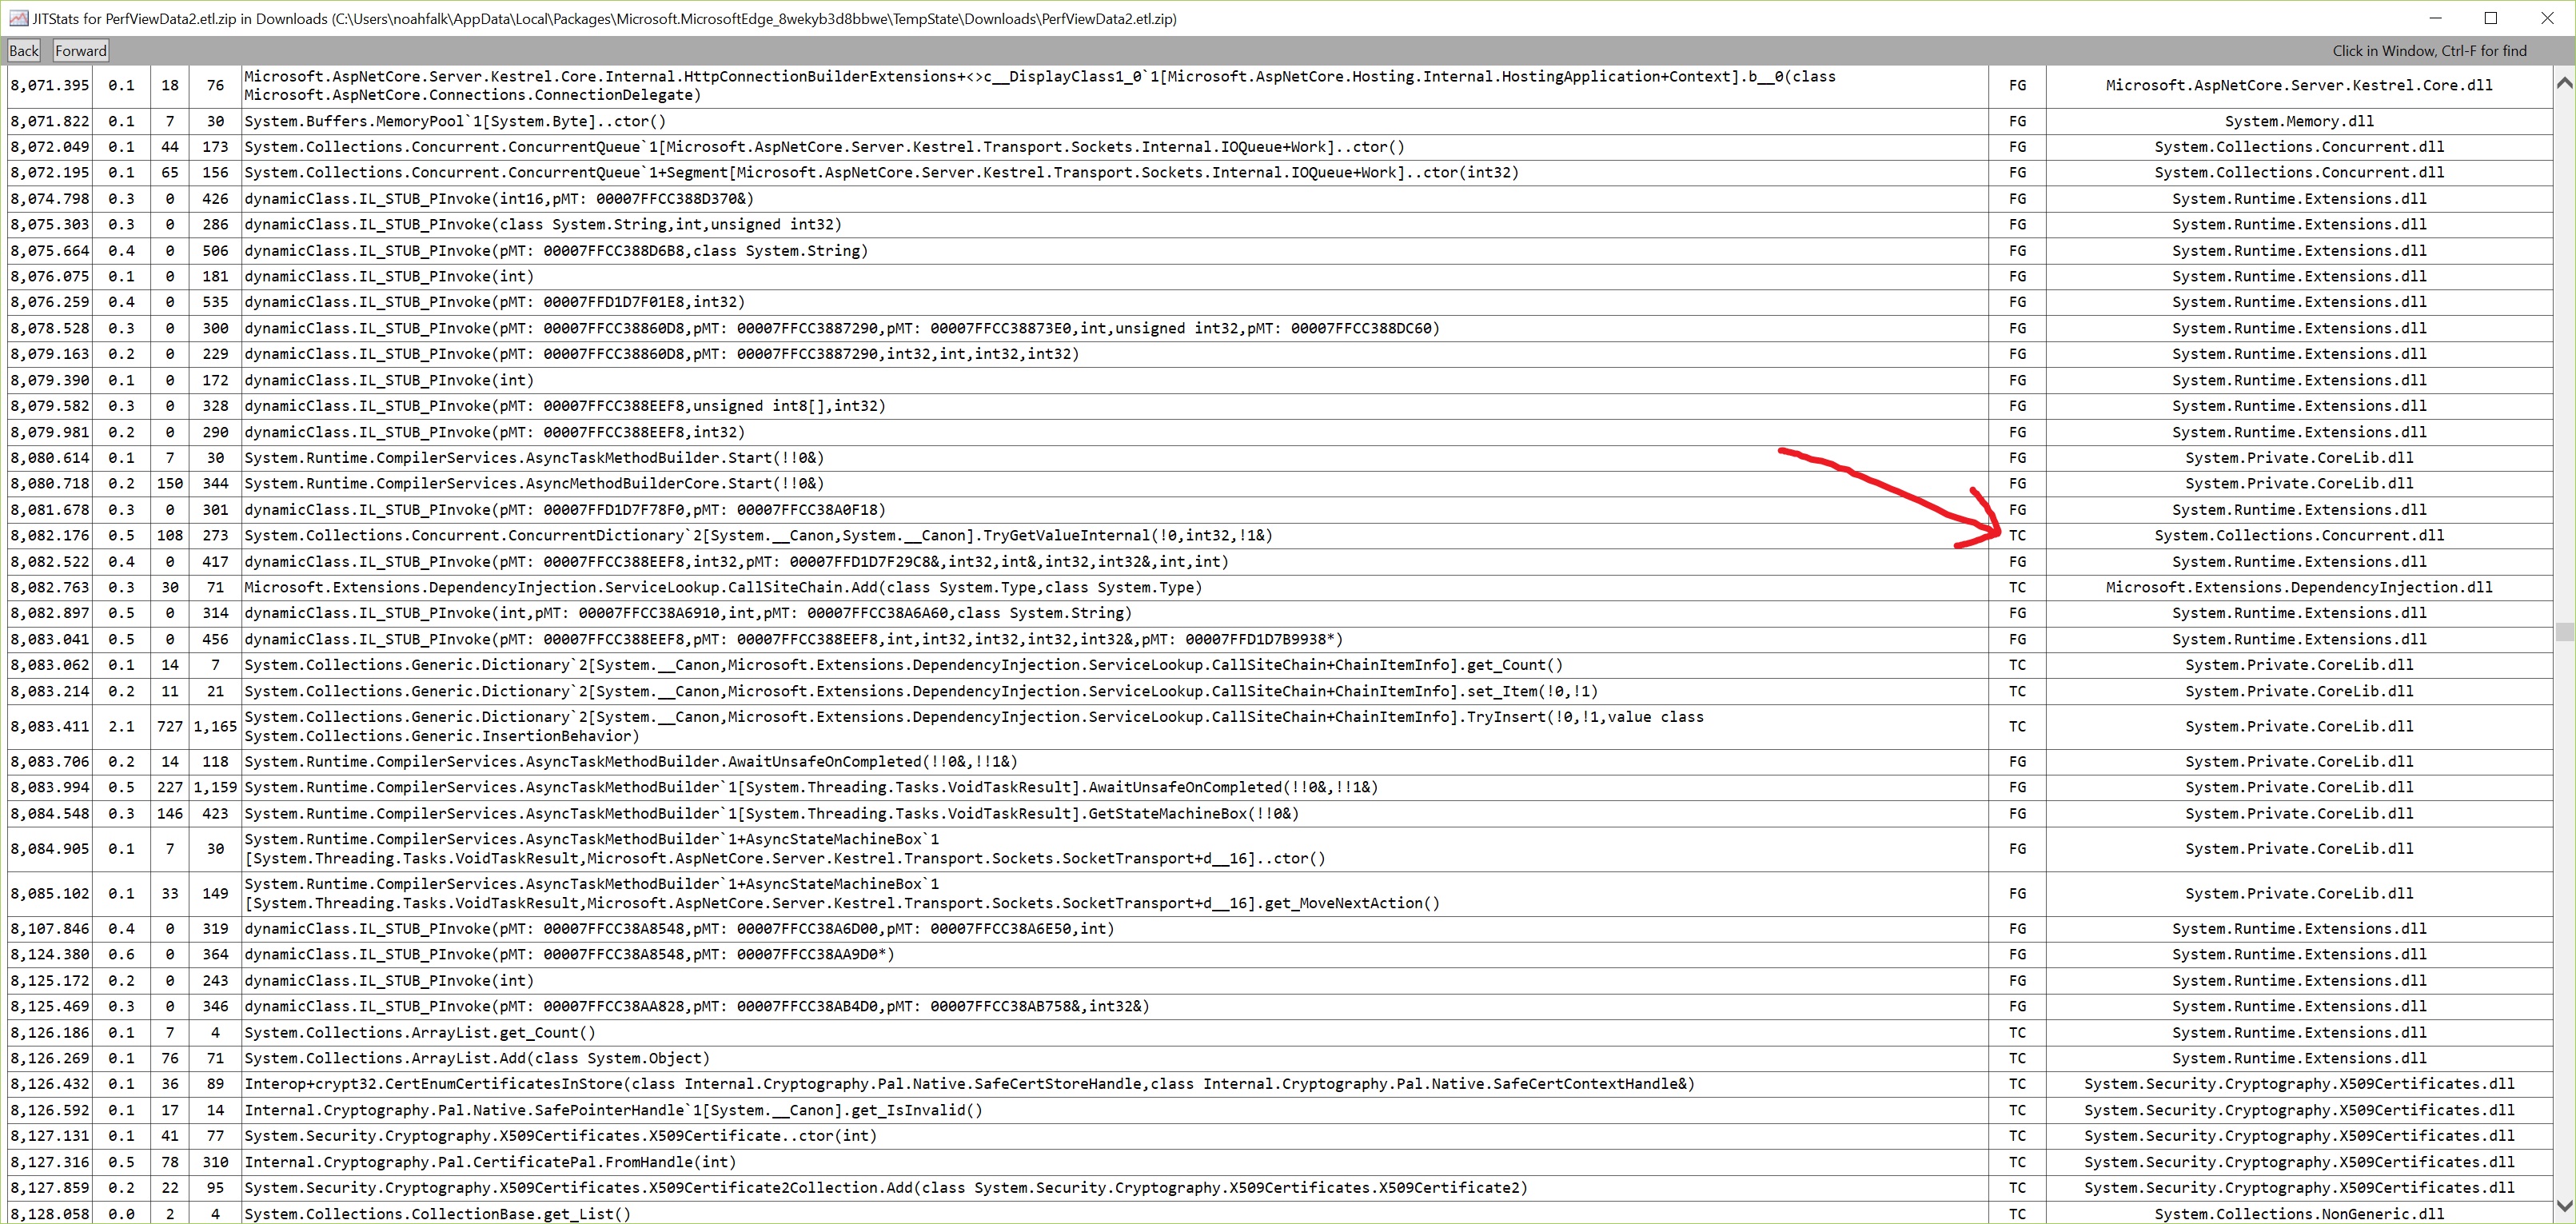 JITStats for PerfViewData2.etl.zip in Downloads (C:\Users\noahfalk\AppData\Local\Packages\Microsoft.MicrosoftEdge_8wekyb3d8bbwe\TempState\Downloads\PerfViewData2.etl.zip)
Back Forward Click in Window, Ctrl-F for find
8,071.395 0.1 18 76 Microsoft.AspNetCore.Server.Kestrel.Core.Internal.HttpConnectionBuilderExtensions+<>c__DisplayClass1_0`1[Microsoft.AspNetCore.Hosting.Internal.HostingApplication+Context].b__0(class
Microsoft.AspNetCore.Connections.ConnectionDelegate) FG Microsoft.AspNetCore.Server.Kestrel.Core.dll
8,071.822 0.1 7 30 System.Buffers.MemoryPool`1[System.Byte]..ctor() FG System.Memory.dll
8,072.049 0.1 44 173 System.Collections.Concurrent.ConcurrentQueue`1[Microsoft.AspNetCore.Server.Kestrel.Transport.Sockets.Internal.IOQueue+Work]..ctor() FG System.Collections.Concurrent.dll
8,072.195 0.1 65 156 System.Collections.Concurrent.ConcurrentQueue`1+Segment[Microsoft.AspNetCore.Server.Kestrel.Transport.Sockets.Internal.IOQueue+Work]..ctor(int32) FG System.Collections.Concurrent.dll
8,074.798 0.3 0 426 dynamicClass.IL_STUB_PInvoke(int16,pMT: 00007FFCC388D370&) FG System.Runtime.Extensions.dll
8,075.303 0.3 0 286 dynamicClass.IL_STUB_PInvoke(class System.String,int,unsigned int32) FG System.Runtime.Extensions.dll
8,075.664 0.4 0 506 dynamicClass.IL_STUB_PInvoke(pMT: 00007FFCC388D6B8,class System.String) FG System.Runtime.Extensions.dll
8,076.075 0.1 0 181 dynamicClass.IL_STUB_PInvoke(int) FG System.Runtime.Extensions.dll
8,076.259 0.4 0 535 dynamicClass.IL_STUB_PInvoke(pMT: 00007FFD1D7F01E8,int32) FG System.Runtime.Extensions.dll
8,078.528 0.3 0 300 dynamicClass.IL_STUB_PInvoke(pMT: 00007FFCC38860D8,pMT: 00007FFCC3887290,pMT: 00007FFCC38873E0,int,unsigned int32,pMT: 00007FFCC388DC60) FG System.Runtime.Extensions.dll
8,079.163 0.2 0 229 dynamicClass.IL_STUB_PInvoke(pMT: 00007FFCC38860D8,pMT: 00007FFCC3887290,int32,int,int32,int32) FG System.Runtime.Extensions.dll
8,079.390 0.1 0 172 dynamicClass.IL_STUB_PInvoke(int) FG System.Runtime.Extensions.dll
8,079.582 0.3 0 328 dynamicClass.IL_STUB_PInvoke(pMT: 00007FFCC388EEF8,unsigned int8[],int32) FG System.Runtime.Extensions.dll
8,079.981 0.2 0 290 dynamicClass.IL_STUB_PInvoke(pMT: 00007FFCC388EEF8,int32) FG System.Runtime.Extensions.dll
8,080.614 0.1 7 30 System.Runtime.CompilerServices.AsyncTaskMethodBuilder.Start(!!0&) FG System.Private.CoreLib.dll
8,080.718 0.2 150 344 System.Runtime.CompilerServices.AsyncMethodBuilderCore.Start(!!0&) FG System.Private.CoreLib.dll
8,081.678 0.3 0 301 dynamicClass.IL_STUB_PInvoke(pMT: 00007FFD1D7F78F0,pMT: 00007FFCC38A0F18) FG System.Runtime.Extensions.dll
8,082.176 0.5 108 273 System.Collections.Concurrent.ConcurrentDictionary`2[System.__Canon,System.__Canon].TryGetValueInternal(!0,int32,!1&) TC System.Collections.Concurrent.dll
8,082.522 0.4 0 417 dynamicClass.IL_STUB_PInvoke(pMT: 00007FFCC388EEF8,int32,pMT: 00007FFD1D7F29C8&,int32,int&,int32,int32&,int,int) FG System.Runtime.Extensions.dll
8,082.763 0.3 30 71 Microsoft.Extensions.DependencyInjection.ServiceLookup.CallSiteChain.Add(class System.Type,class System.Type) TC Microsoft.Extensions.DependencyInjection.dll
8,082.897 0.5 0 314 dynamicClass.IL_STUB_PInvoke(int,pMT: 00007FFCC38A6910,int,pMT: 00007FFCC38A6A60,class System.String) FG System.Runtime.Extensions.dll
8,083.041 0.5 0 456 dynamicClass.IL_STUB_PInvoke(pMT: 00007FFCC388EEF8,pMT: 00007FFCC388EEF8,int,int32,int32,int32,int32&,pMT: 00007FFD1D7B9938*) FG System.Runtime.Extensions.dll
8,083.062 0.1 14 7 System.Collections.Generic.Dictionary`2[System.__Canon,Microsoft.Extensions.DependencyInjection.ServiceLookup.CallSiteChain+ChainItemInfo].get_Count() TC System.Private.CoreLib.dll
8,083.214 0.2 11 21 System.Collections.Generic.Dictionary`2[System.__Canon,Microsoft.Extensions.DependencyInjection.ServiceLookup.CallSiteChain+ChainItemInfo].set_Item(!0,!1) TC System.Private.CoreLib.dll
8,083.411 2.1 727 1,165 System.Collections.Generic.Dictionary`2[System.__Canon,Microsoft.Extensions.DependencyInjection.ServiceLookup.CallSiteChain+ChainItemInfo].TryInsert(!0,!1,value class
System.Collections.Generic.InsertionBehavior) TC System.Private.CoreLib.dll
8,083.706 0.2 14 118 System.Runtime.CompilerServices.AsyncTaskMethodBuilder.AwaitUnsafeOnCompleted(!!0&,!!1&) FG System.Private.CoreLib.dll
8,083.994 0.5 227 1,159 System.Runtime.CompilerServices.AsyncTaskMethodBuilder`1[System.Threading.Tasks.VoidTaskResult].AwaitUnsafeOnCompleted(!!0&,!!1&) FG System.Private.CoreLib.dll
8,084.548 0.3 146 423 System.Runtime.CompilerServices.AsyncTaskMethodBuilder`1[System.Threading.Tasks.VoidTaskResult].GetStateMachineBox(!!0&) FG System.Private.CoreLib.dll
8,084.905 0.1 7 30 System.Runtime.CompilerServices.AsyncTaskMethodBuilder`1+AsyncStateMachineBox`1
[System.Threading.Tasks.VoidTaskResult,Microsoft.AspNetCore.Server.Kestrel.Transport.Sockets.SocketTransport+d__16]..ctor() FG System.Private.CoreLib.dll
8,085.102 0.1 33 149 System.Runtime.CompilerServices.AsyncTaskMethodBuilder`1+AsyncStateMachineBox`1
[System.Threading.Tasks.VoidTaskResult,Microsoft.AspNetCore.Server.Kestrel.Transport.Sockets.SocketTransport+d__16].get_MoveNextAction() FG System.Private.CoreLib.dll
8,107.846 0.4 0 319 dynamicClass.IL_STUB_PInvoke(pMT: 00007FFCC38A8548,pMT: 00007FFCC38A6D00,pMT: 00007FFCC38A6E50,int) FG System.Runtime.Extensions.dll
8,124.380 0.6 0 364 dynamicClass.IL_STUB_PInvoke(pMT: 00007FFCC38A8548,pMT: 00007FFCC38AA9D0*) FG System.Runtime.Extensions.dll
8,125.172 0.2 0 243 dynamicClass.IL_STUB_PInvoke(int) FG System.Runtime.Extensions.dll
8,125.469 0.3 0 346 dynamicClass.IL_STUB_PInvoke(pMT: 00007FFCC38AA828,pMT: 00007FFCC38AB4D0,pMT: 00007FFCC38AB758&,int32&) FG System.Runtime.Extensions.dll
8,126.186 0.1 7 4 System.Collections.ArrayList.get_Count() TC System.Runtime.Extensions.dll
8,126.269 0.1 76 71 System.Collections.ArrayList.Add(class System.Object) TC System.Runtime.Extensions.dll
8,126.432 0.1 36 89 Interop+crypt32.CertEnumCertificatesInStore(class Internal.Cryptography.Pal.Native.SafeCertStoreHandle,class Internal.Cryptography.Pal.Native.SafeCertContextHandle&) TC System.Security.Cryptography.X509Certificates.dll
8,126.592 0.1 17 14 Internal.Cryptography.Pal.Native.SafePointerHandle`1[System.__Canon].get_IsInvalid() TC System.Security.Cryptography.X509Certificates.dll
8,127.131 0.1 41 77 System.Security.Cryptography.X509Certificates.X509Certificate..ctor(int) TC System.Security.Cryptography.X509Certificates.dll
8,127.316 0.5 78 310 Internal.Cryptography.Pal.CertificatePal.FromHandle(int) TC System.Security.Cryptography.X509Certificates.dll
8,127.859 0.2 22 95 System.Security.Cryptography.X509Certificates.X509Certificate2Collection.Add(class System.Security.Cryptography.X509Certificates.X509Certificate2) TC System.Security.Cryptography.X509Certificates.dll
8,128.058 0.0 2 4 System.Collections.CollectionBase.get_List() TC System.Collections.NonGeneric.dll